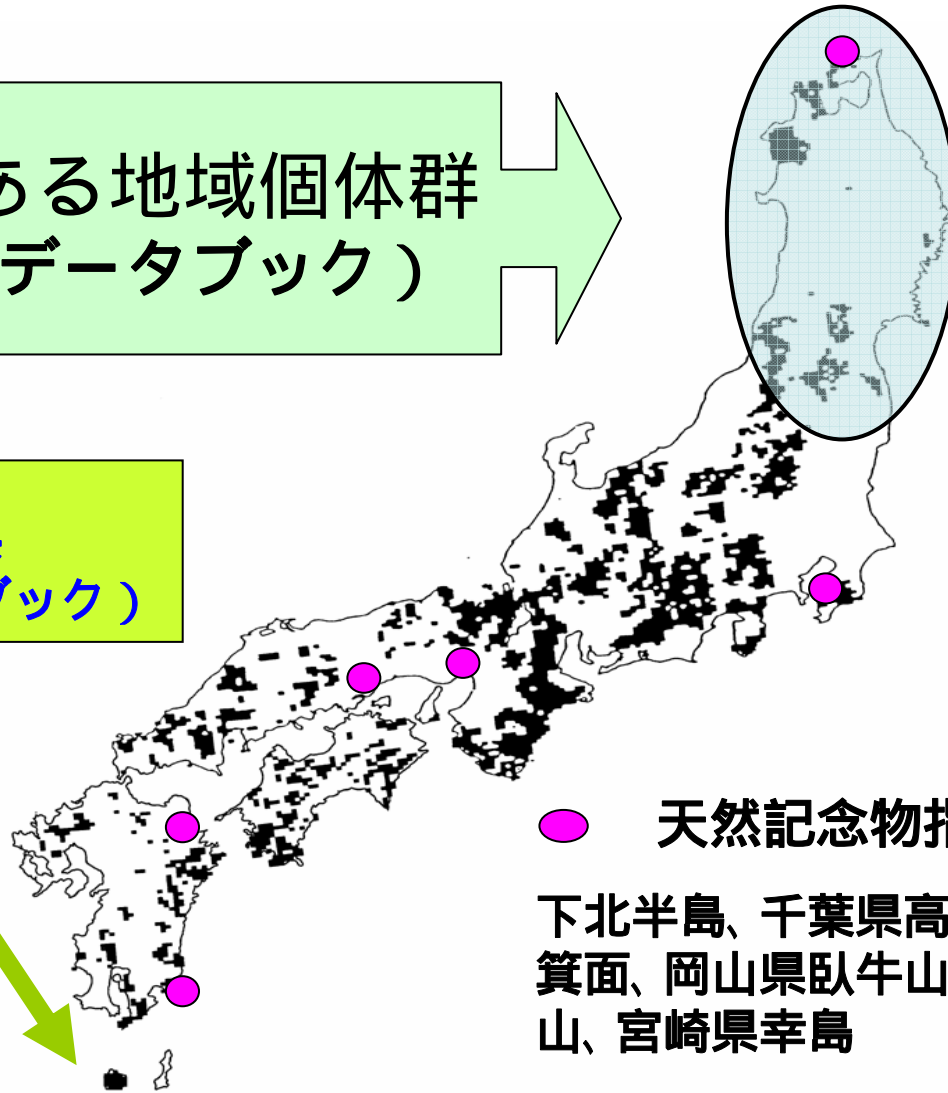 ある地域個体群
データブック）
ブック）
天然記念物指
下北半島、千葉県高
箕面、岡山県臥牛山
山、宮崎県幸島